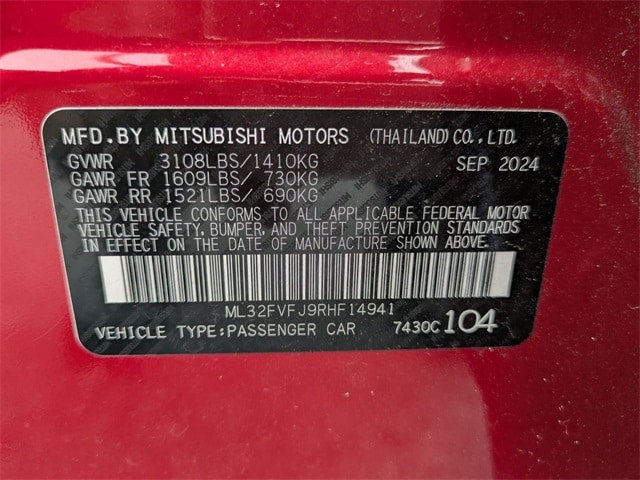 MFD.BY MITSUBISHI MOTORS (THAILAND) CO., LTD.
GVWR 3108LBS/1410KG SEP 2024
GAWR FR 1609LBS/ 730KG
GAWR RR 1521LBS/ 690KG
THIS VEHICLE CONFORMS TO ALL APPLICABLE FEDERAL MOTOR
VEHICLE SAFETY, BUMPER, AND THEFT PREVENTION STANDARDS
IN EFFECT ON THE DATE OF MANUFACTURE SHOWN ABOVE.
ML32FVFJ9RHF14941
VEHICLE TYPE:PASSENGER CAR 7430C 104